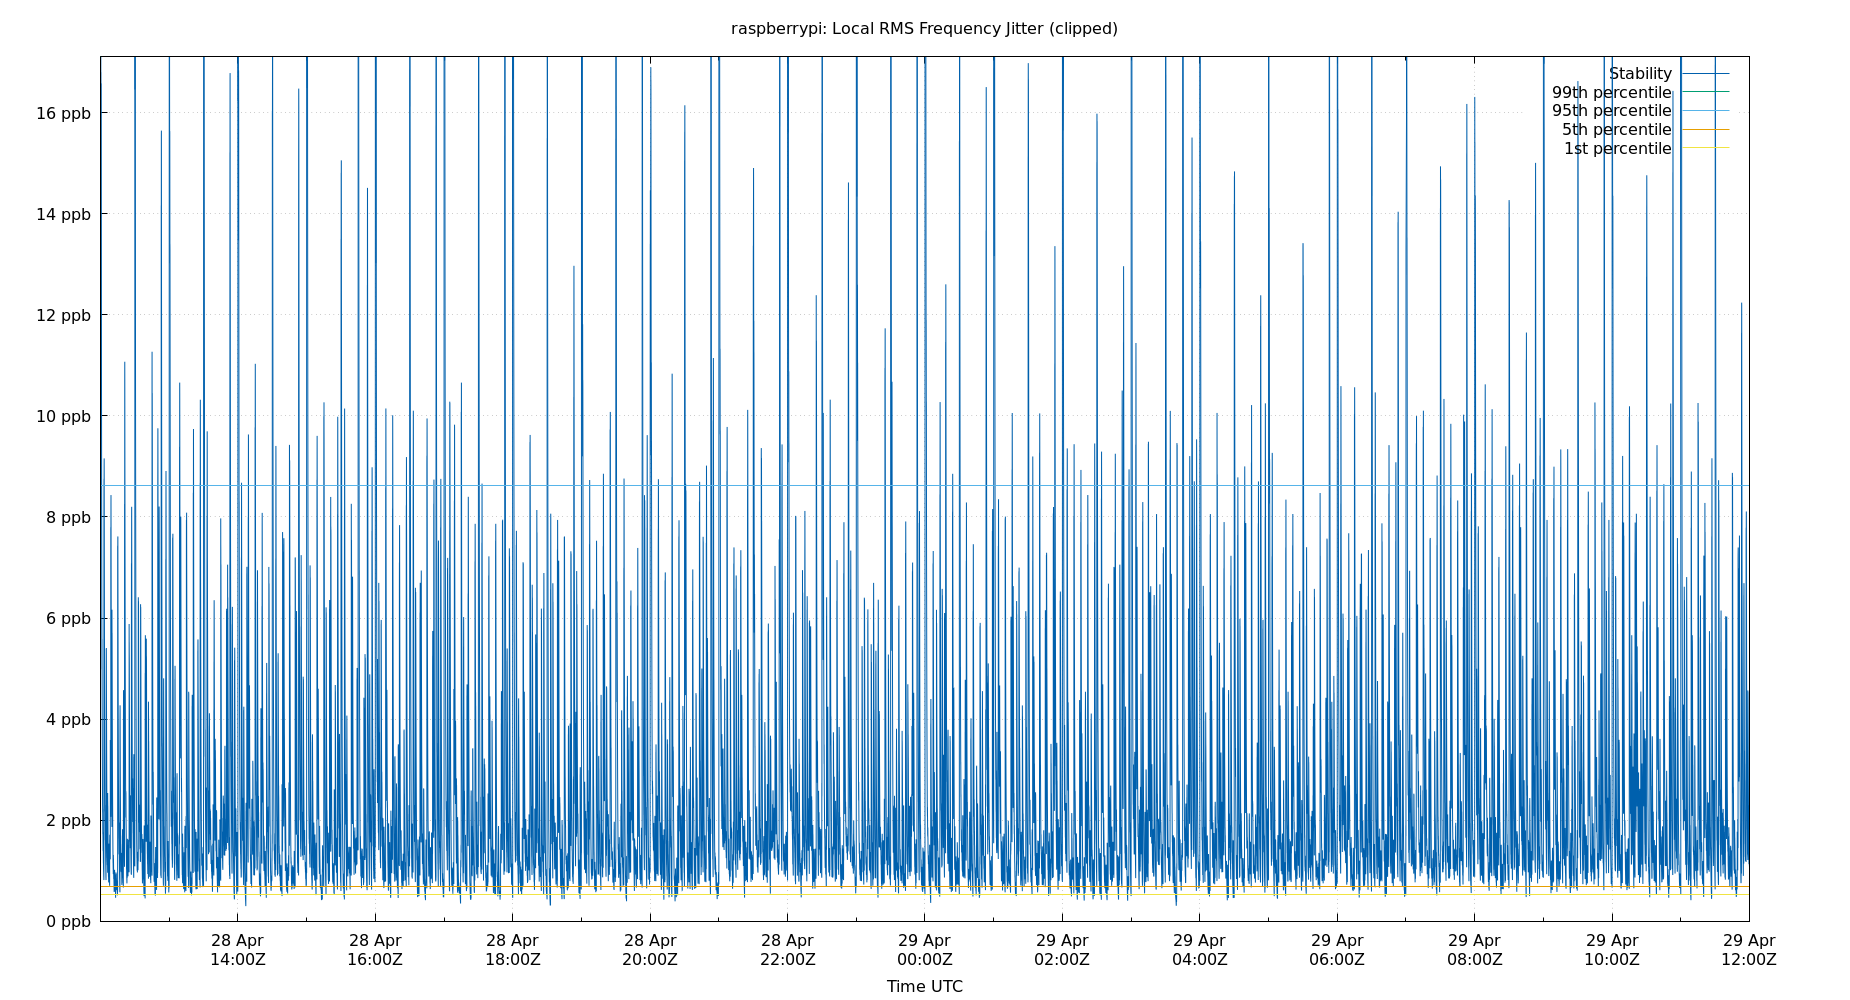 raspberrypi: Local RMS Frequency Jitter (clipped)
Stability
99th percentile
95th percentile
5th percentile
1st percentile
16 ppb
14 ppb
12 ppb
10 ppb
8 ppb
6 ppb
4 ppb
2 ppb
0 ppb
28 Apr 28 Apr 28 Apr 28 Apr 28 Apr 29 Apr 29 Apr 29 Apr 29 Apr 29 Apr 29 Apr 29 Apr
14:00Z 16:00Z 18:00Z 20:00Z 22:00Z 00:00Z 02:00Z 04:00Z 06:00Z 08:00Z 10:00Z 12:00Z
Time UTC